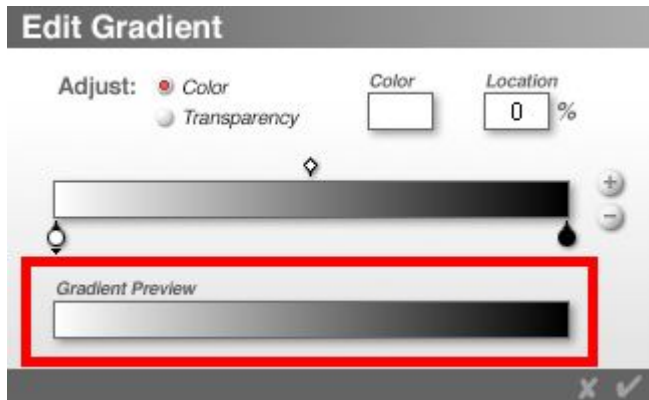 Edit Gradient
Adjust: Color Color Location
Transparency 0 %
Gradient Preview